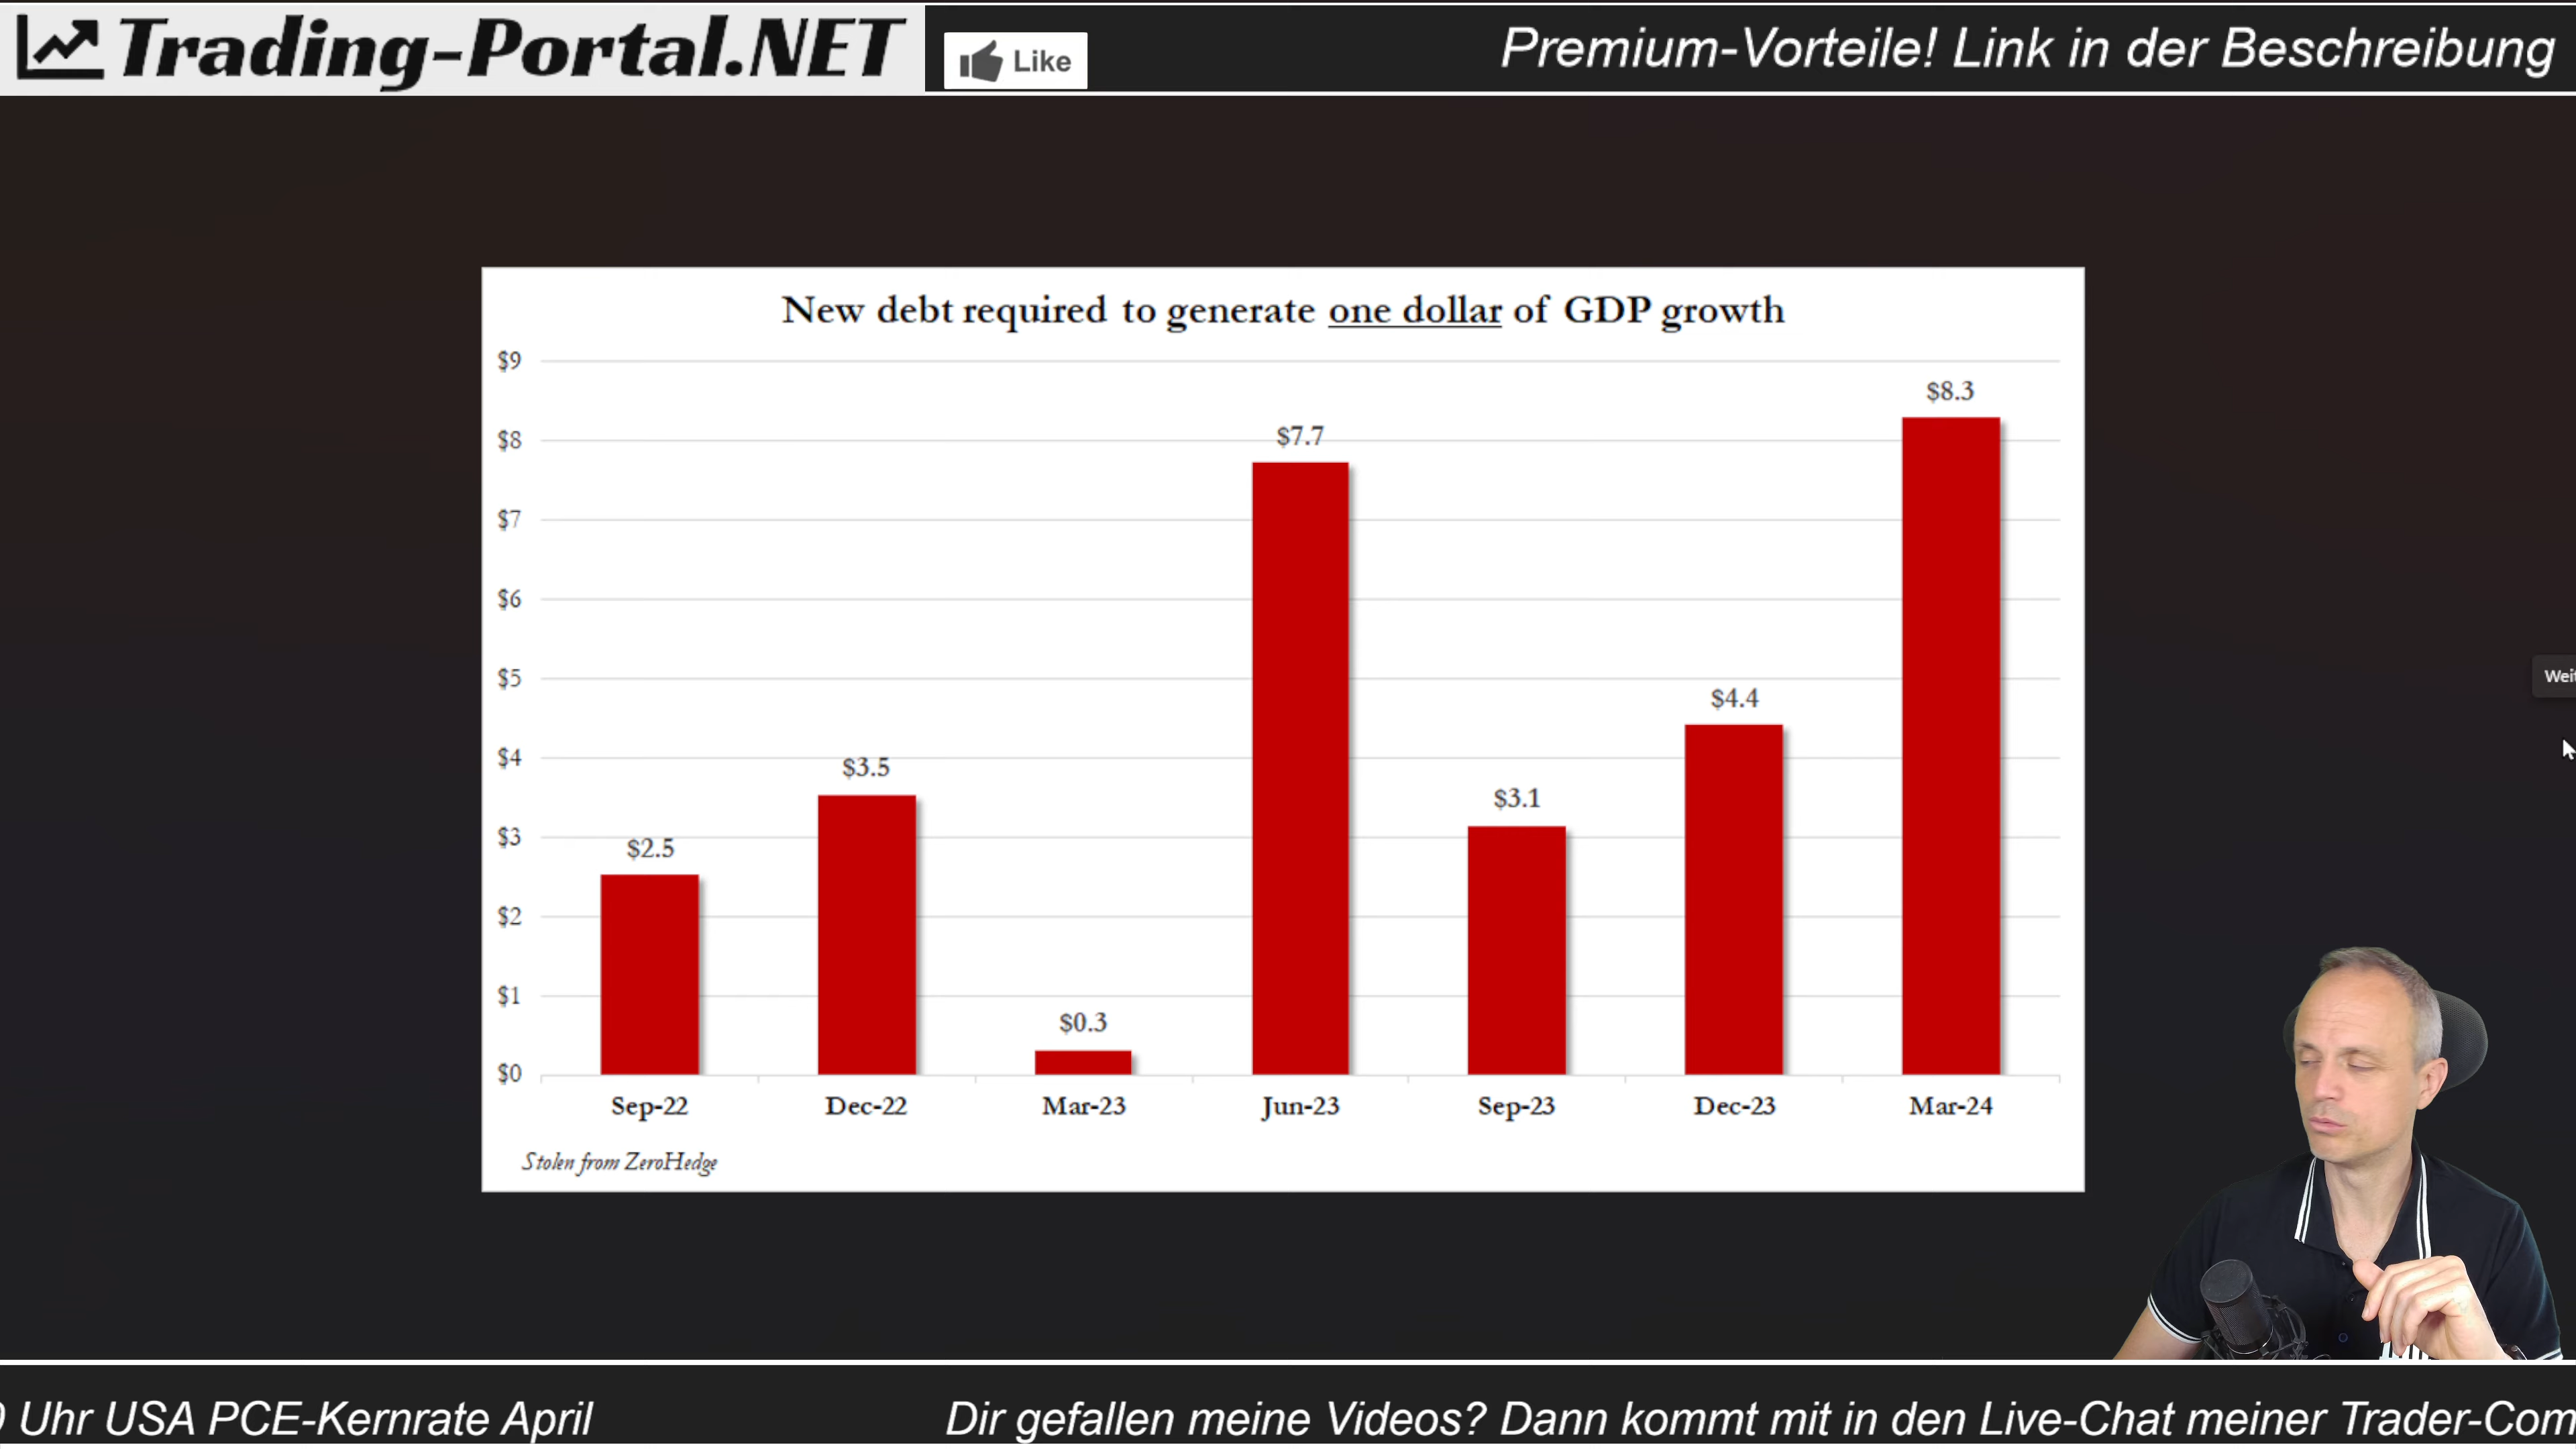 Trading-Portal.NET
Like
Premium-Vorteile! Link in der Beschreibung
New debt required to generate one dollar of GDP growth
$9
$8
$7
$6
$5
$4
$3
$2
$1
$0
$2.5
$3.5
$0.3
$7.7
$3.1
$4.4
$8.3
Sep-22 Dec-22 Mar-23 Jun-23 Sep-23 Dec-23 Mar-24
Stolen from ZeroHedge
Uhr USA PCE-Kernrate April
Dir gefallen meine Videos? Dann kommt mit in den Live-Chat meiner